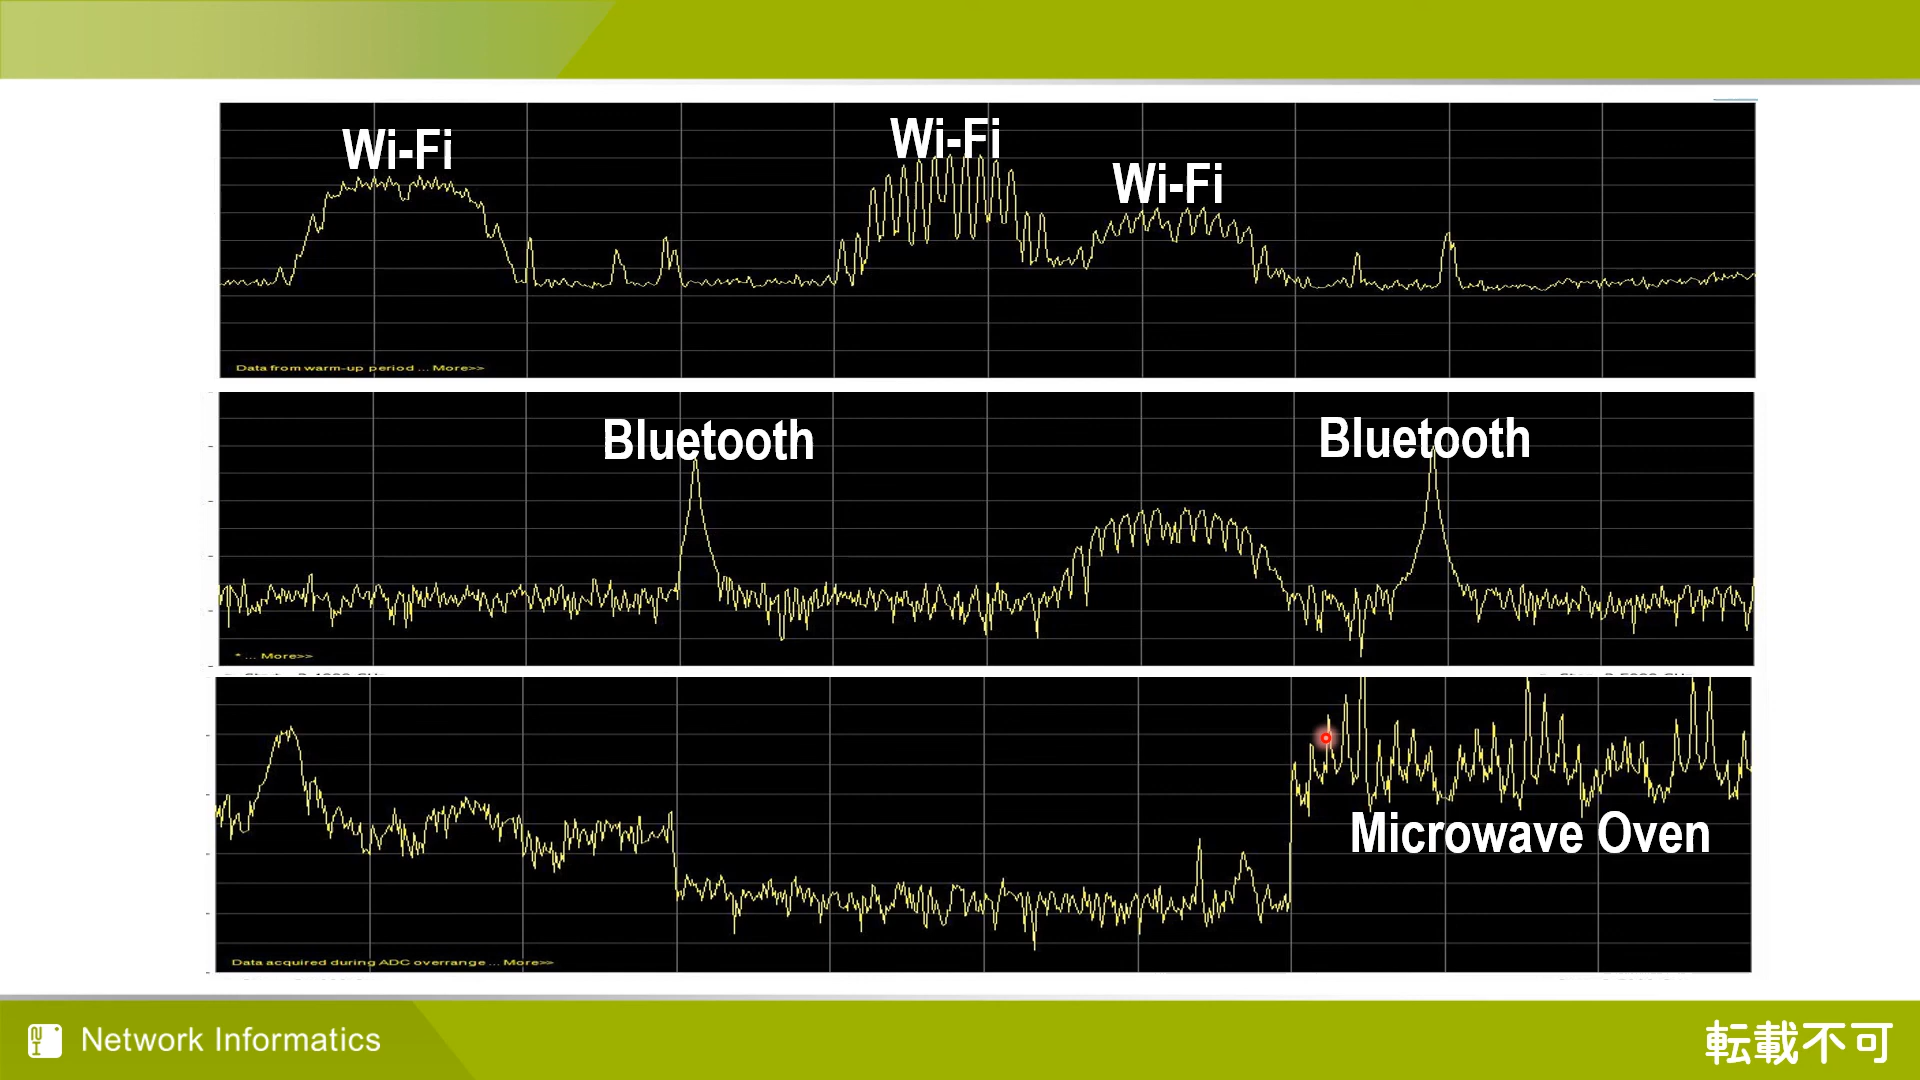 Wi-Fi
Wi-Fi
Wi-Fi
Data from warm-up period ... More>>
Bluetooth
Bluetooth
* ... More>>
Microwave Oven
Data acquired during ADC overrange ... More>>
Network Informatics
転載不可